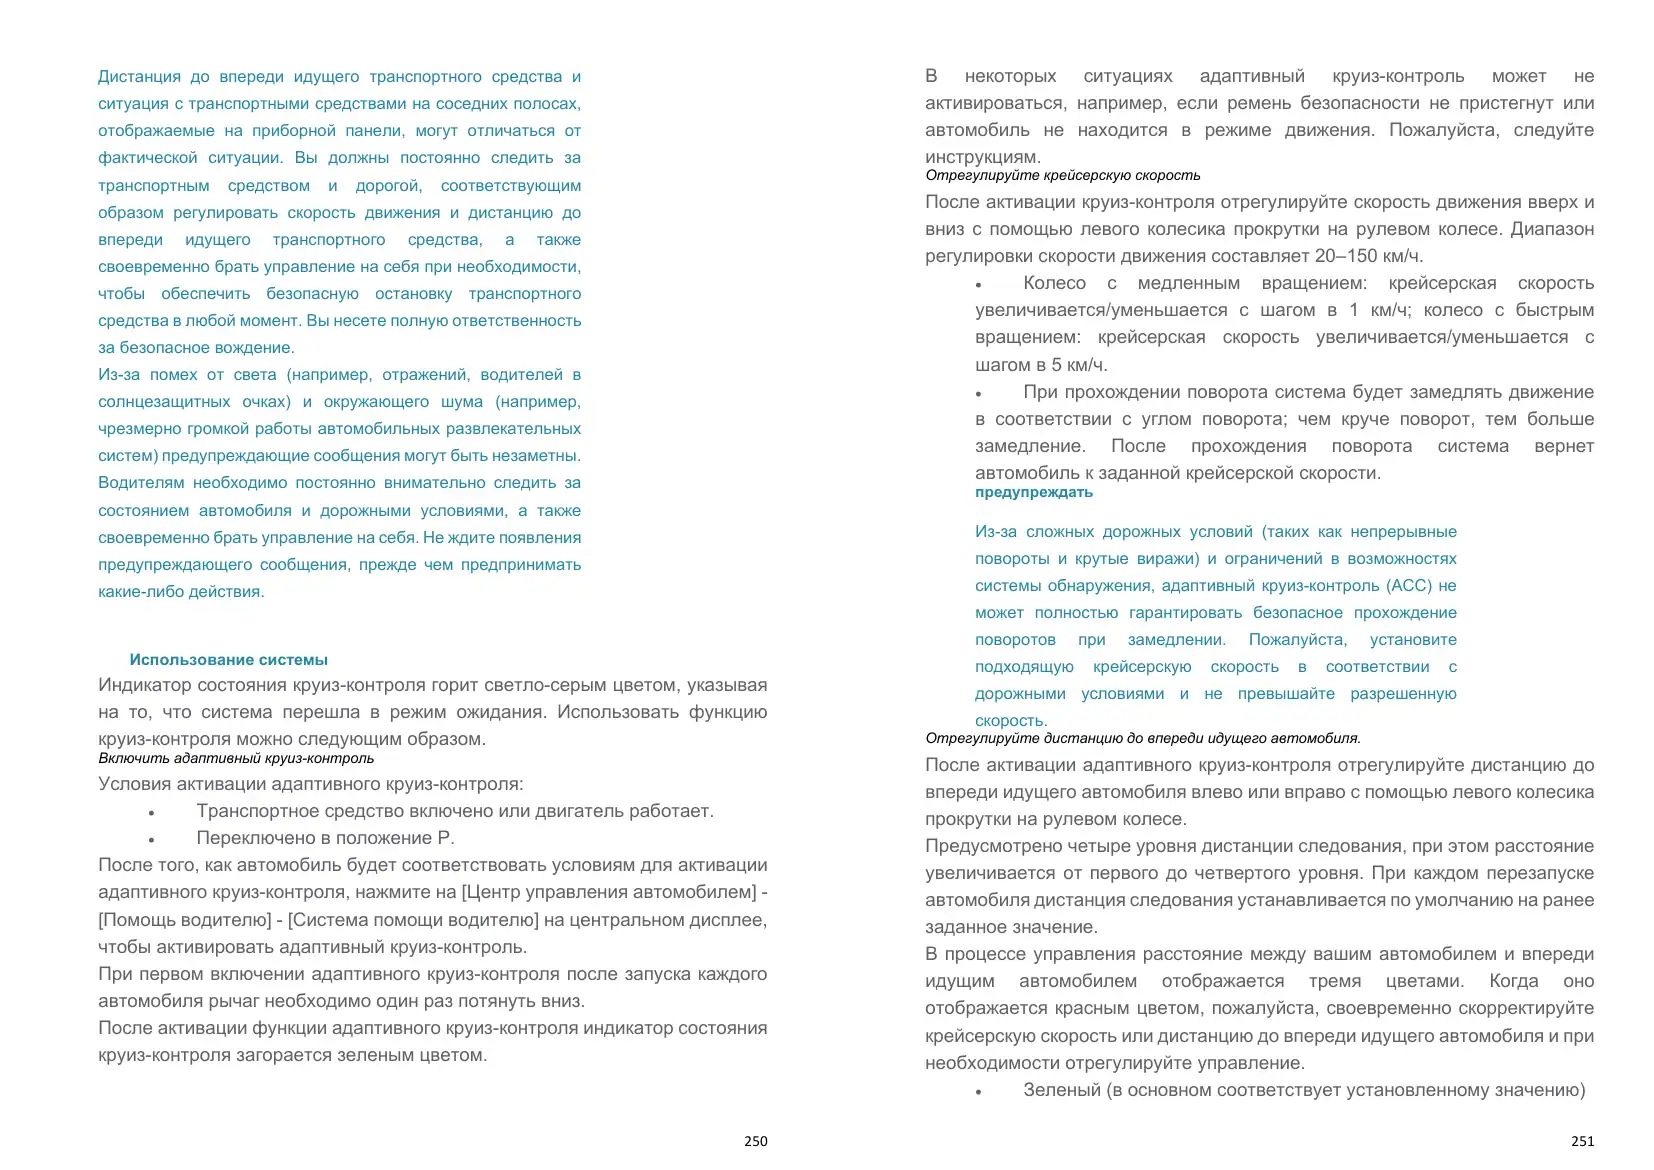 Дистанция до впереди идущего транспортного средства и
ситуация с транспортными средствами на соседних полосах,
отображаемые на приборной панели, могут отличаться от
фактической ситуации. Вы должны постоянно следить за
транспортным средством и дорогой, соответствующим
образом регулировать скорость движения и дистанцию до
впереди идущего транспортного средства, а также
своевременно брать управление на себя при необходимости,
чтобы обеспечить безопасную остановку транспортного
средства в любой момент. Вы несете полную ответственность
за безопасное вождение.
Из-за помех от света (например, отражений, водителей в
солнцезащитных очках) и окружающего шума (например,
чрезмерно громкой работы автомобильных развлекательных
систем) предупреждающие сообщения могут быть незаметны.
Водителям необходимо постоянно внимательно следить за
состоянием автомобиля и дорожными условиями, а также
своевременно брать управление на себя. Не ждите появления
предупреждающего сообщения, прежде чем предпринимать
какие-либо действия.
Использование системы
Индикатор состояния круиз-контроля горит светло-серым цветом, указывая
на то, что система перешла в режим ожидания. Использовать функцию
круиз-контроля можно следующим образом.
Включить адаптивный круиз-контроль
Условия активации адаптивного круиз-контроля:
• Транспортное средство включено или двигатель работает.
• Переключено в положение P.
После того, как автомобиль будет соответствовать условиям для активации
адаптивного круиз-контроля, нажмите на [Центр управления автомобилем] -
[Помощь водителю] - [Система помощи водителю] на центральном дисплее,
чтобы активировать адаптивный круиз-контроль.
При первом включении адаптивного круиз-контроля после запуска каждого
автомобиля рычаг необходимо один раз потянуть вниз.
После активации функции адаптивного круиз-контроля индикатор состояния
круиз-контроля загорается зеленым цветом.
250
В некоторых ситуациях адаптивный круиз-контроль может не
активироваться, например, если ремень безопасности не пристегнут или
автомобиль не находится в режиме движения. Пожалуйста, следуйте
инструкциям.
Отрегулируйте крейсерскую скорость
После активации круиз-контроля отрегулируйте скорость движения вверх и
вниз с помощью левого колесика прокрутки на рулевом колесе. Диапазон
регулировки скорости движения составляет 20–150 км/ч.
• Колесо с медленным вращением: крейсерская скорость
увеличивается/уменьшается с шагом в 1 км/ч; колесо с быстрым
вращением: крейсерская скорость увеличивается/уменьшается с
шагом в 5 км/ч.
• При прохождении поворота система будет замедлять движение
в соответствии с углом поворота; чем круче поворот, тем больше
замедление. После прохождения поворота система вернет
автомобиль к заданной крейсерской скорости.
предупреждать
Из-за сложных дорожных условий (таких как непрерывные
повороты и крутые виражи) и ограничений в возможностях
системы обнаружения, адаптивный круиз-контроль (ACC) не
может полностью гарантировать безопасное прохождение
поворотов при замедлении. Пожалуйста, установите
подходящую крейсерскую скорость в соответствии с
дорожными условиями и не превышайте разрешенную
скорость.
Отрегулируйте дистанцию до впереди идущего автомобиля.
После активации адаптивного круиз-контроля отрегулируйте дистанцию до
впереди идущего автомобиля влево или вправо с помощью левого колесика
прокрутки на рулевом колесе.
Предусмотрено четыре уровня дистанции следования, при этом расстояние
увеличивается от первого до четвертого уровня. При каждом перезапуске
автомобиля дистанция следования устанавливается по умолчанию на ранее
заданное значение.
В процессе управления расстояние между вашим автомобилем и впереди
идущим автомобилем отображается тремя цветами. Когда оно
отображается красным цветом, пожалуйста, своевременно скорректируйте
крейсерскую скорость или дистанцию до впереди идущего автомобиля и при
необходимости отрегулируйте управление.
• Зеленый (в основном соответствует установленному значению)
251